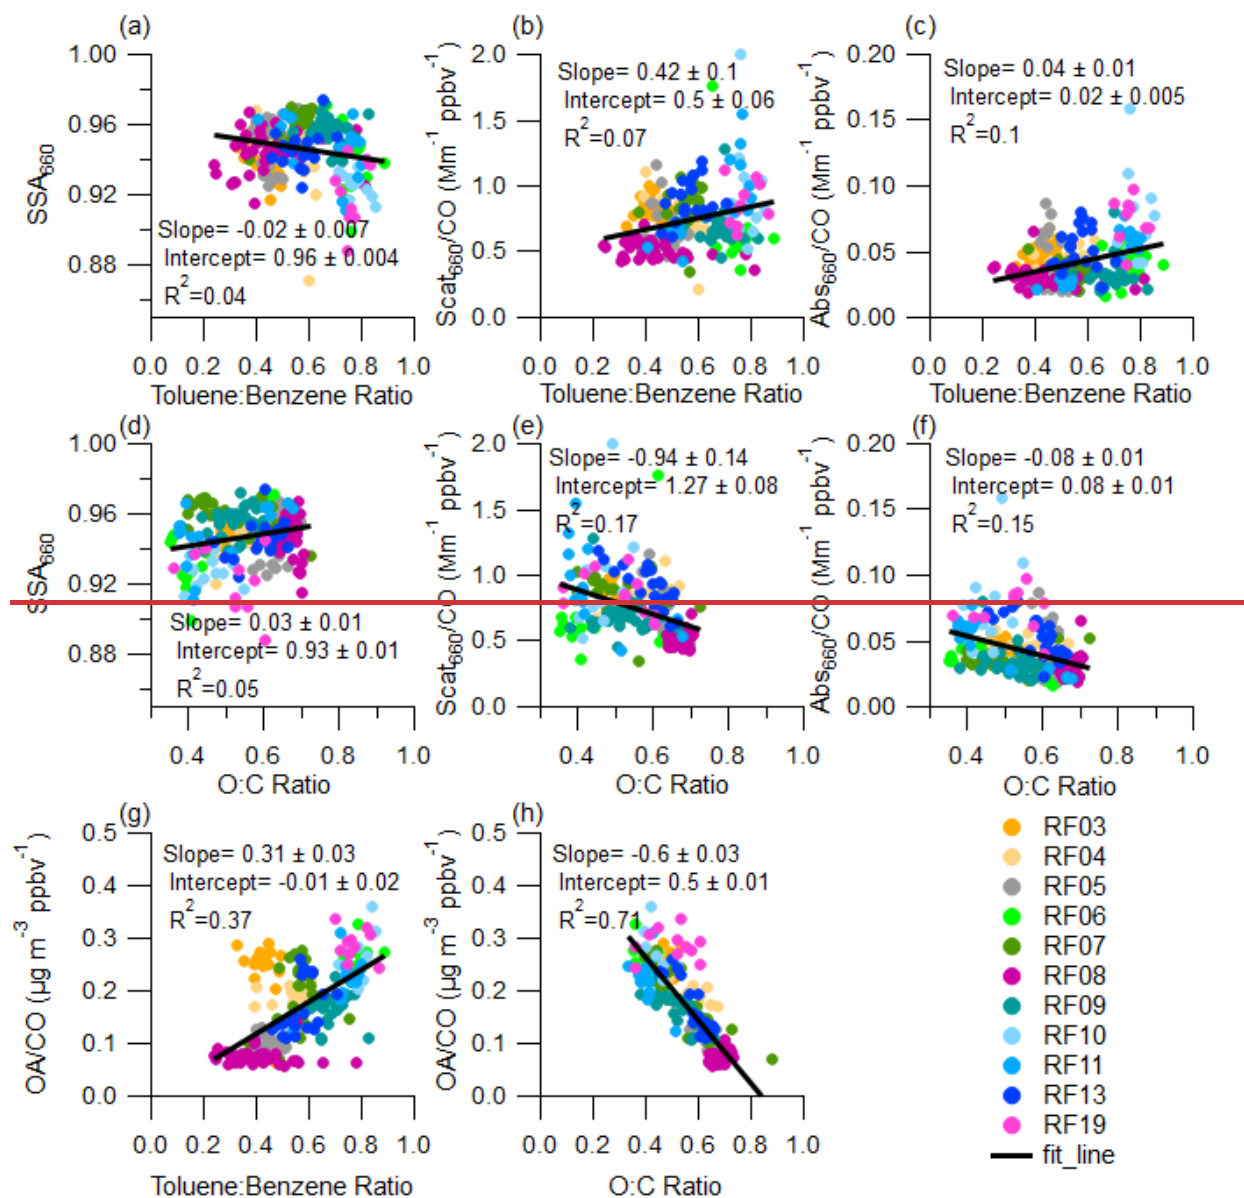 (a)
SSA660
1.00
0.96
0.92
0.88
Slope= -0.02 ± 0.007
Intercept= 0.96 ± 0.004
R2=0.04
0.0 0.2 0.4 0.6 0.8 1.0
Toluene:Benzene Ratio
(b)
Scat660/CO (Mm-1 ppbv-1)
2.0
1.5
1.0
0.5
0.0
Slope= 0.42 ± 0.1
Intercept= 0.5 ± 0.06
R2=0.07
0.0 0.2 0.4 0.6 0.8 1.0
Toluene:Benzene Ratio
(c)
Abs660/CO (Mm-1 ppbv-1)
0.20
0.15
0.10
0.05
0.00
Slope= 0.04 ± 0.01
Intercept= 0.02 ± 0.005
R2=0.1
0.0 0.2 0.4 0.6 0.8 1.0
Toluene:Benzene Ratio
(d)
SSA660
1.00
0.96
0.92
0.88
Slope= 0.03 ± 0.01
Intercept= 0.93 ± 0.01
R2=0.05
0.4 0.6 0.8 1.0
O:C Ratio
(e)
Scat660/CO (Mm-1 ppbv-1)
2.0
1.5
1.0
0.5
0.0
Slope= -0.94 ± 0.14
Intercept= 1.27 ± 0.08
R2=0.17
0.4 0.6 0.8 1.0
O:C Ratio
(f)
Abs660/CO (Mm-1 ppbv-1)
0.20
0.15
0.10
0.05
0.00
Slope= -0.08 ± 0.01
Intercept= 0.08 ± 0.01
R2=0.15
0.4 0.6 0.8 1.0
O:C Ratio
(g)
OA/CO (µg m-3 ppbv-1)
0.5
0.4
0.3
0.2
0.1
0.0
Slope= 0.31 ± 0.03
Intercept= -0.01 ± 0.02
R2=0.37
0.0 0.2 0.4 0.6 0.8 1.0
Toluene:Benzene Ratio
(h)
OA/CO (µg m-3 ppbv-1)
0.5
0.4
0.3
0.2
0.1
0.0
Slope= -0.6 ± 0.03
Intercept= 0.5 ± 0.01
R2=0.71
0.0 0.2 0.4 0.6 0.8 1.0
O:C Ratio
RF03
RF04
RF05
RF06
RF07
RF08
RF09
RF10
RF11
RF13
RF19
fit_line